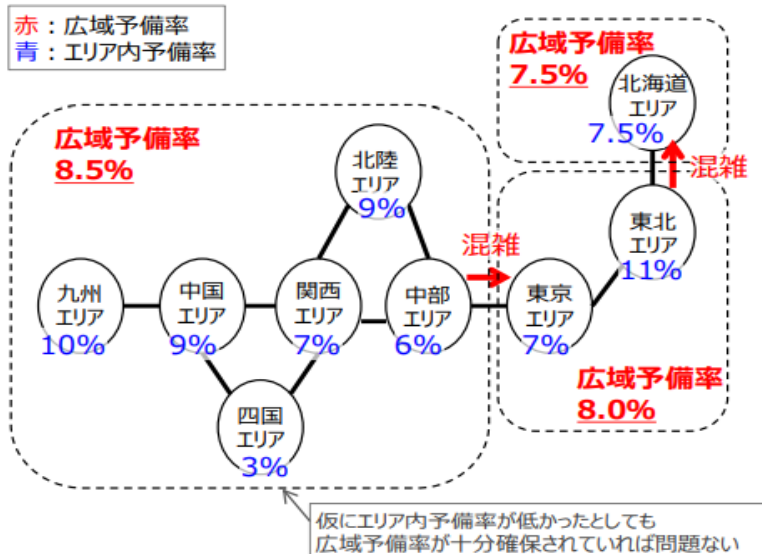 赤：広域予備率
青：エリア内予備率
広域予備率
7.5%
北海道
エリア
7.5%
混雑
広域予備率
8.5%
北陸
エリア
9%
東北
エリア
11%
混雑
九州
エリア
10%
中国
エリア
9%
関西
エリア
7%
中部
エリア
6%
東京
エリア
7%
広域予備率
8.0%
四国
エリア
3%
仮にエリア内予備率が低かったとしても
広域予備率が十分確保されていれば問題ない